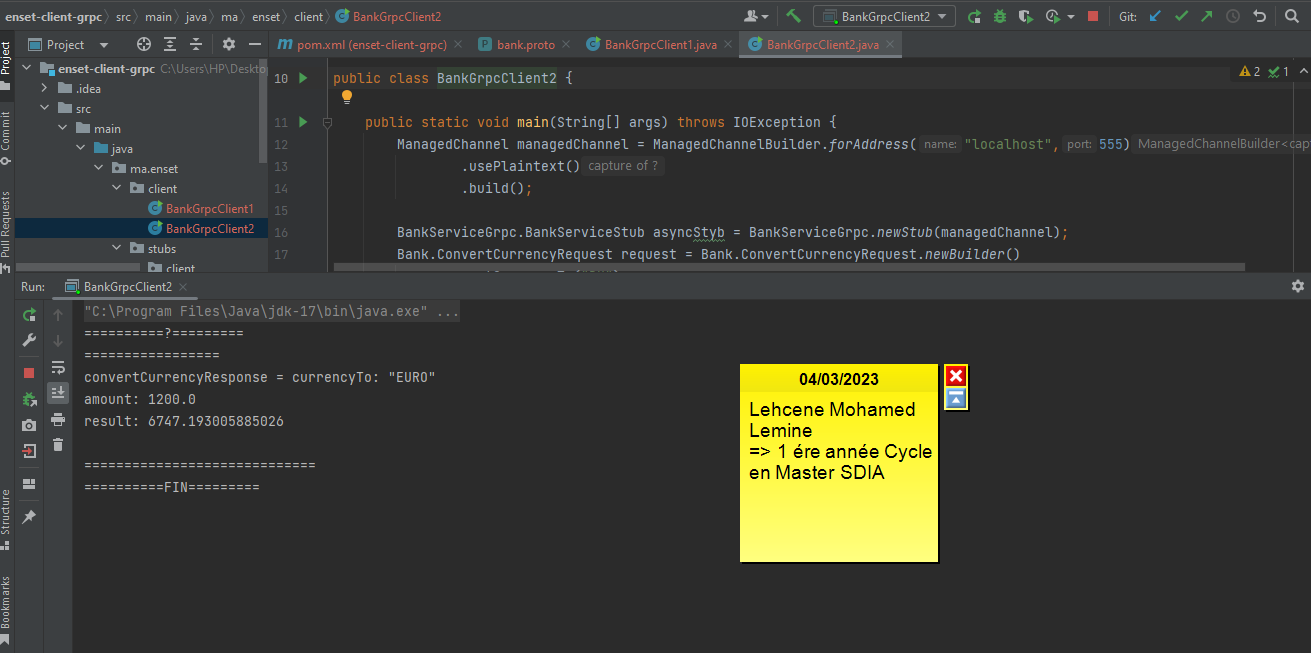 enset-client-grpc src main java ma enset client BankGrpcClient2 BankGrpcClient2 Git:
Project pom.xml (enset-client-grpc) bank.proto BankGrpcClient1.java BankGrpcClient2.java
Project
Commit
Pull Requests
Structure
Bookmarks
enset-client-grpc C:\Users\HP\Deskto
.idea
src
main
java
ma.enset
client
BankGrpcClient1
BankGrpcClient2
stubs
client
2 1
10 public class BankGrpcClient2 {
11 public static void main(String[] args) throws IOException {
12 ManagedChannel managedChannel = ManagedChannelBuilder.forAddress( name: "localhost", port: 555) ManagedChannelBuilder<cap
13 .usePlaintext() capture of ?
14 .build();
15
16 BankServiceGrpc.BankServiceStub asyncStyb = BankServiceGrpc.newStub(managedChannel);
17 Bank.ConvertCurrencyRequest request = Bank.ConvertCurrencyRequest.newBuilder()
Run: BankGrpcClient2
"C:\Program Files\Java\jdk-17\bin\java.exe" ...
==========?=========
=================
convertCurrencyResponse = currencyTo: "EURO"
amount: 1200.0
result: 6747.193005885026
=============================
==========FIN=========
04/03/2023
Lehcene Mohamed
Lemine
=> 1 ére année Cycle
en Master SDIA